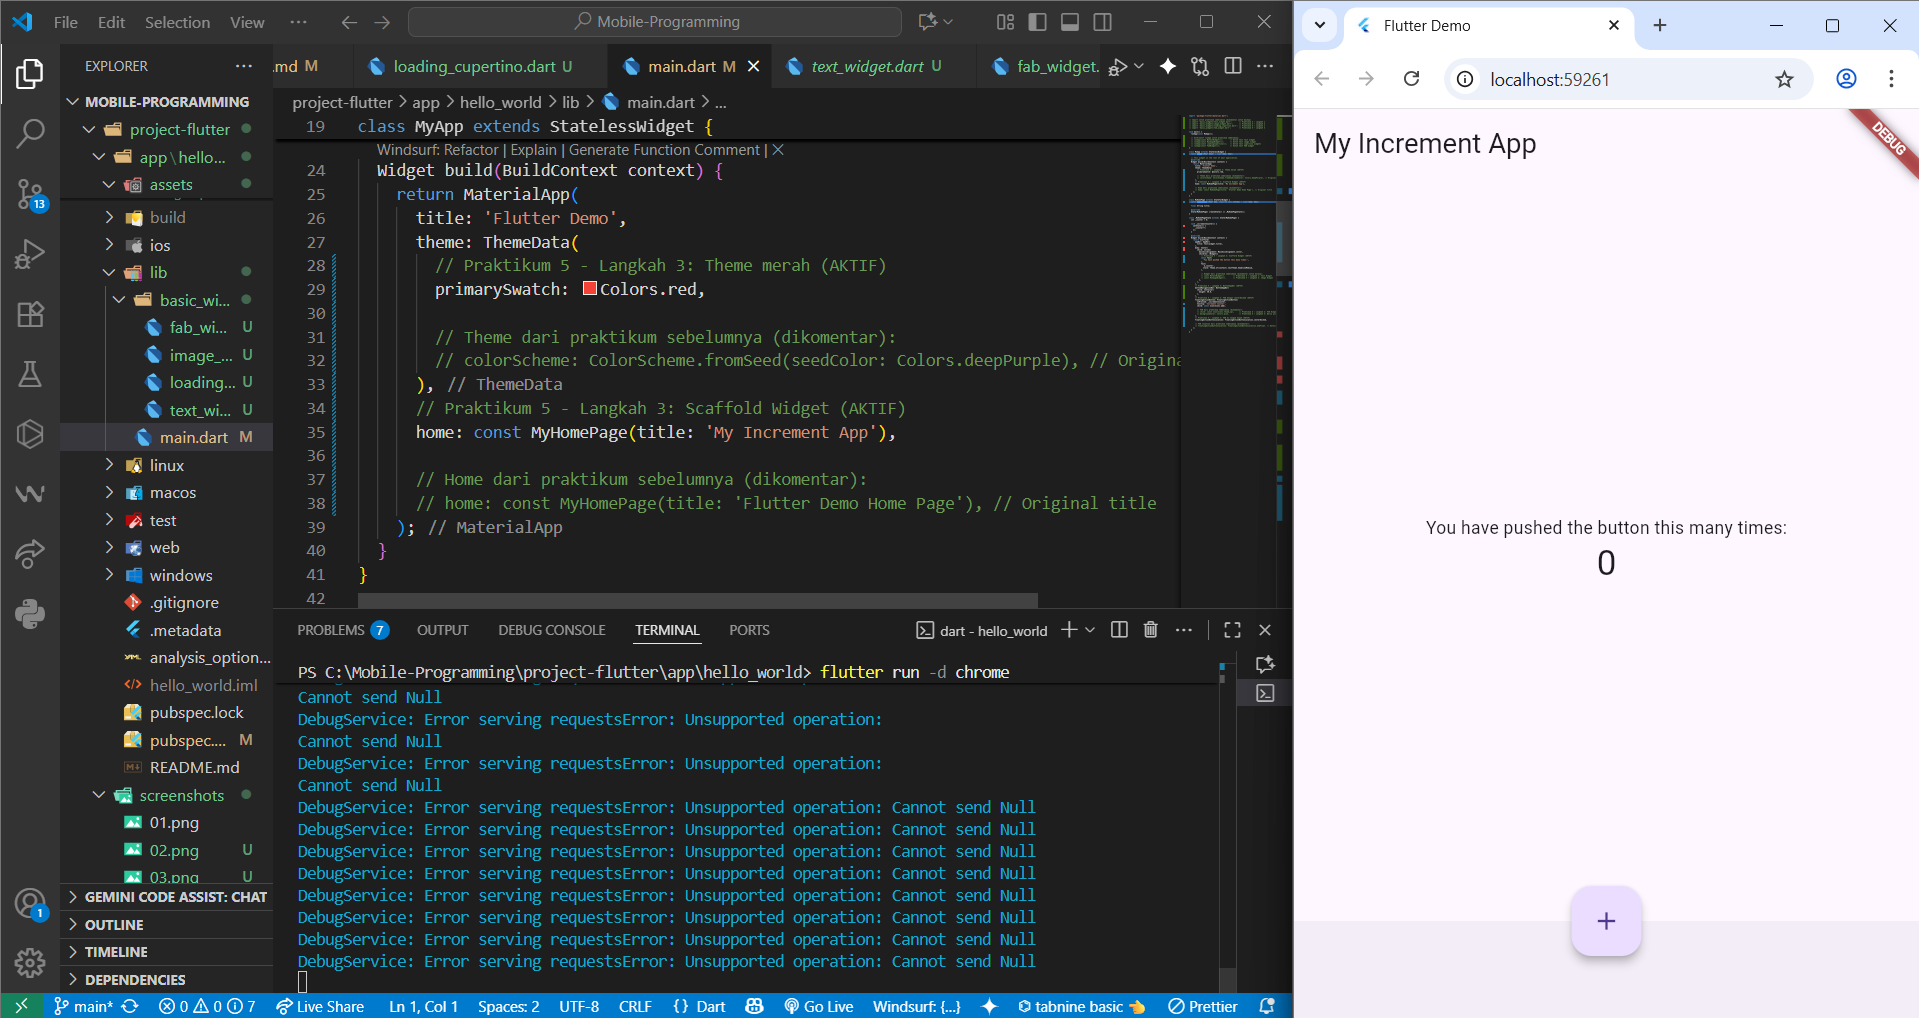 File Edit Selection View ··· Mobile-Programming
EXPLORER
MOBILE-PROGRAMMING
project-flutter
app\hello...
assets
build
ios
lib
basic_wi...
fab_wi... U
image_... U
loading... U
text_wi... U
main.dart M
linux
macos
test
web
windows
.gitignore
.metadata
analysis_option...
hello_world.iml
pubspec.lock
pubspec.... M
README.md
screenshots
01.png
02.png U
03.png U
GEMINI CODE ASSIST: CHAT
OUTLINE
TIMELINE
DEPENDENCIES
13
1
.md M loading_cupertino.dart U main.dart M text_widget.dart U fab_widget.
project-flutter > app > hello_world > lib > main.dart > ...
19 class MyApp extends StatelessWidget {
Windsurf: Refactor | Explain | Generate Function Comment | X
24 Widget build(BuildContext context) {
25 return MaterialApp(
26 title: 'Flutter Demo',
27 theme: ThemeData(
28 // Praktikum 5 - Langkah 3: Theme merah (AKTIF)
29 primarySwatch: Colors.red,
30
31 // Theme dari praktikum sebelumnya (dikomentar):
32 // colorScheme: ColorScheme.fromSeed(seedColor: Colors.deepPurple), // Origina
33 ), // ThemeData
34 // Praktikum 5 - Langkah 3: Scaffold Widget (AKTIF)
35 home: const MyHomePage(title: 'My Increment App'),
36
37 // Home dari praktikum sebelumnya (dikomentar):
38 // home: const MyHomePage(title: 'Flutter Demo Home Page'), // Original title
39 ); // MaterialApp
40 }
41 }
42
PROBLEMS 7 OUTPUT DEBUG CONSOLE TERMINAL PORTS dart - hello_world
PS C:\Mobile-Programming\project-flutter\app\hello_world> flutter run -d chrome
Cannot send Null
DebugService: Error serving requestsError: Unsupported operation:
Cannot send Null
DebugService: Error serving requestsError: Unsupported operation:
Cannot send Null
DebugService: Error serving requestsError: Unsupported operation: Cannot send Null
DebugService: Error serving requestsError: Unsupported operation: Cannot send Null
DebugService: Error serving requestsError: Unsupported operation: Cannot send Null
DebugService: Error serving requestsError: Unsupported operation: Cannot send Null
DebugService: Error serving requestsError: Unsupported operation: Cannot send Null
DebugService: Error serving requestsError: Unsupported operation: Cannot send Null
DebugService: Error serving requestsError: Unsupported operation: Cannot send Null
DebugService: Error serving requestsError: Unsupported operation: Cannot send Null
main* 0 0 7 Live Share Ln 1, Col 1 Spaces: 2 UTF-8 CRLF {} Dart Go Live Windsurf: {...} tabnine basic Prettier
Flutter Demo
localhost:59261
My Increment App
DEBUG
You have pushed the button this many times:
0
+